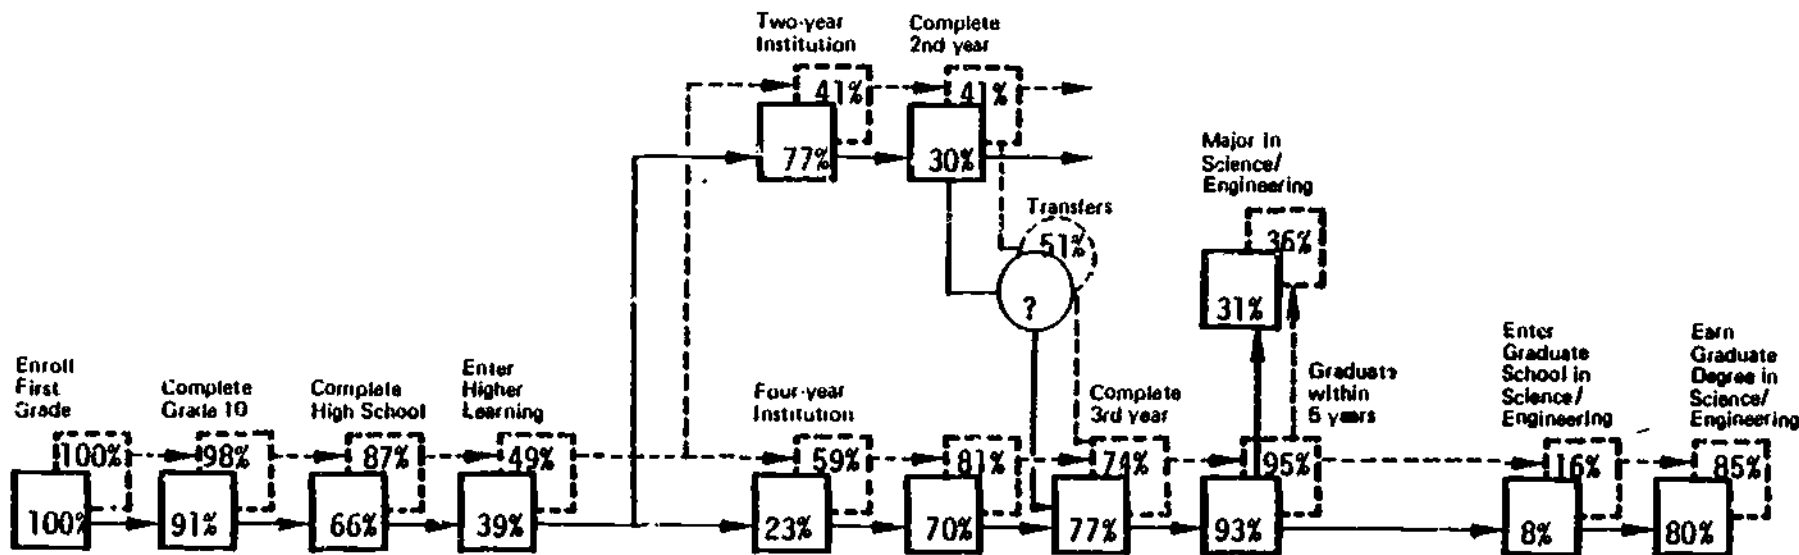 Two-year
Institution
Complete
2nd year
41%
41%
77%
30%
Major in
Science/
Engineering
Transfers
51%
36%
?
31%
Enroll
First
Grade
Complete
Grade 10
Complete
High School
Enter
Higher
Learning
Four-year
Institution
Complete
3rd year
Graduate
within
5 years
Enter
Graduate
School in
Science/
Engineering
Earn
Graduate
Degree in
Science/
Engineering
100%
98%
87%
49%
59%
81%
74%
95%
16%
85%
100%
91%
66%
39%
23%
70%
77%
93%
8%
80%